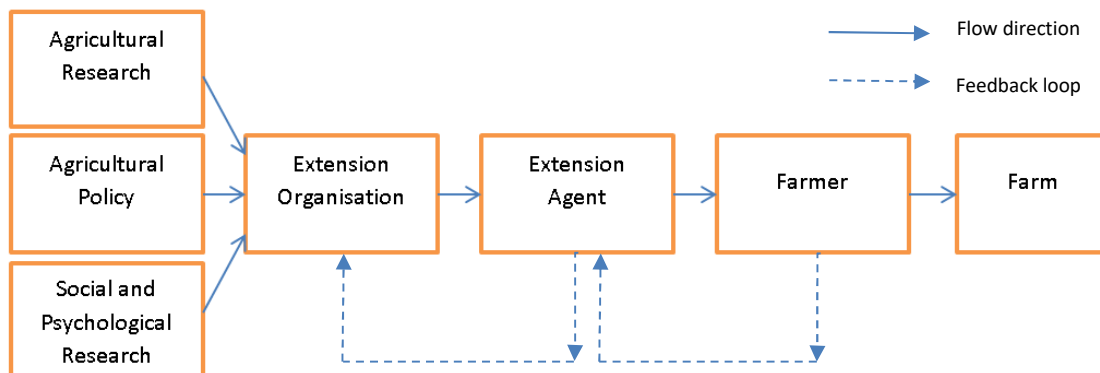 Agricultural
Research
Flow direction
Feedback loop
Agricultural
Policy
Extension
Organisation
Extension
Agent
Farmer
Farm
Social and
Psychological
Research